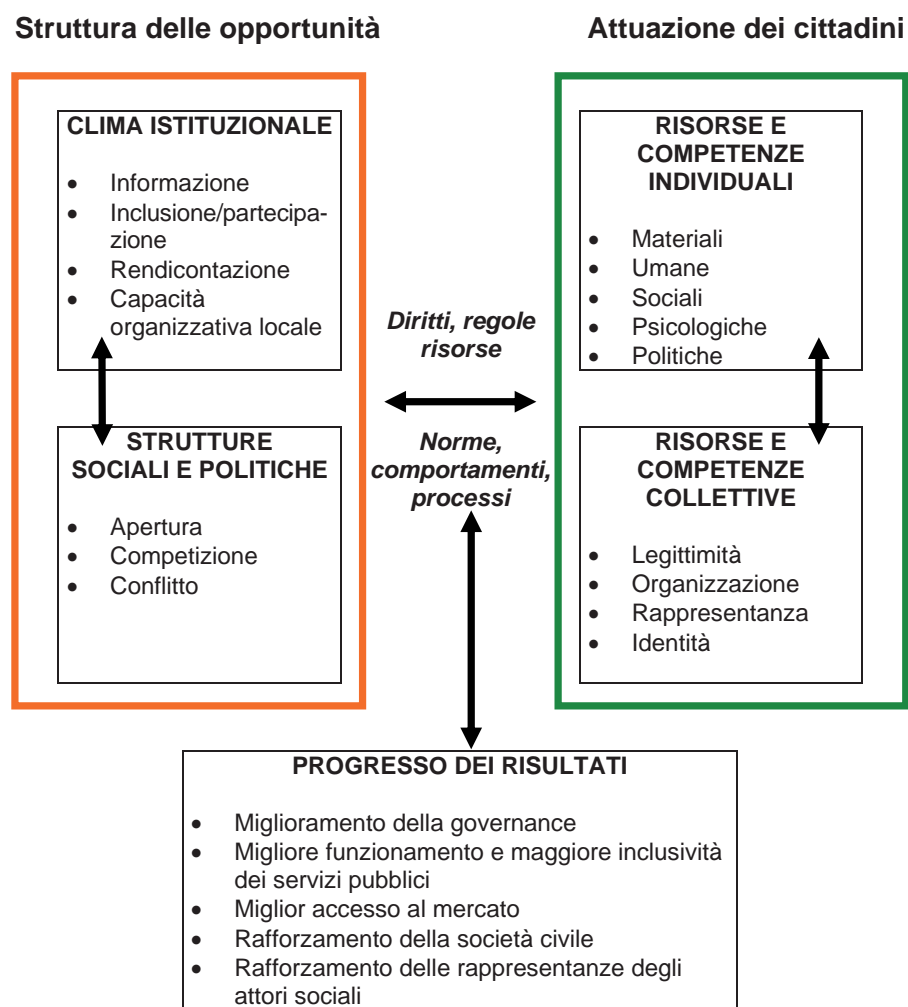 Struttura delle opportunità
Attuazione dei cittadini
CLIMA ISTITUZIONALE
• Informazione
• Inclusione/partecipa-
zione
• Rendicontazione
• Capacità
organizzativa locale
STRUTTURE
SOCIALI E POLITICHE
• Apertura
• Competizione
• Conflitto
Diritti, regole
risorse
Norme,
comportamenti,
processi
RISORSE E
COMPETENZE
INDIVIDUALI
• Materiali
• Umane
• Sociali
• Psicologiche
• Politiche
RISORSE E
COMPETENZE
COLLETTIVE
• Legittimità
• Organizzazione
• Rappresentanza
• Identità
PROGRESSO DEI RISULTATI
• Miglioramento della governance
• Migliore funzionamento e maggiore inclusività
dei servizi pubblici
• Miglior accesso al mercato
• Rafforzamento della società civile
• Rafforzamento delle rappresentanze degli
attori sociali